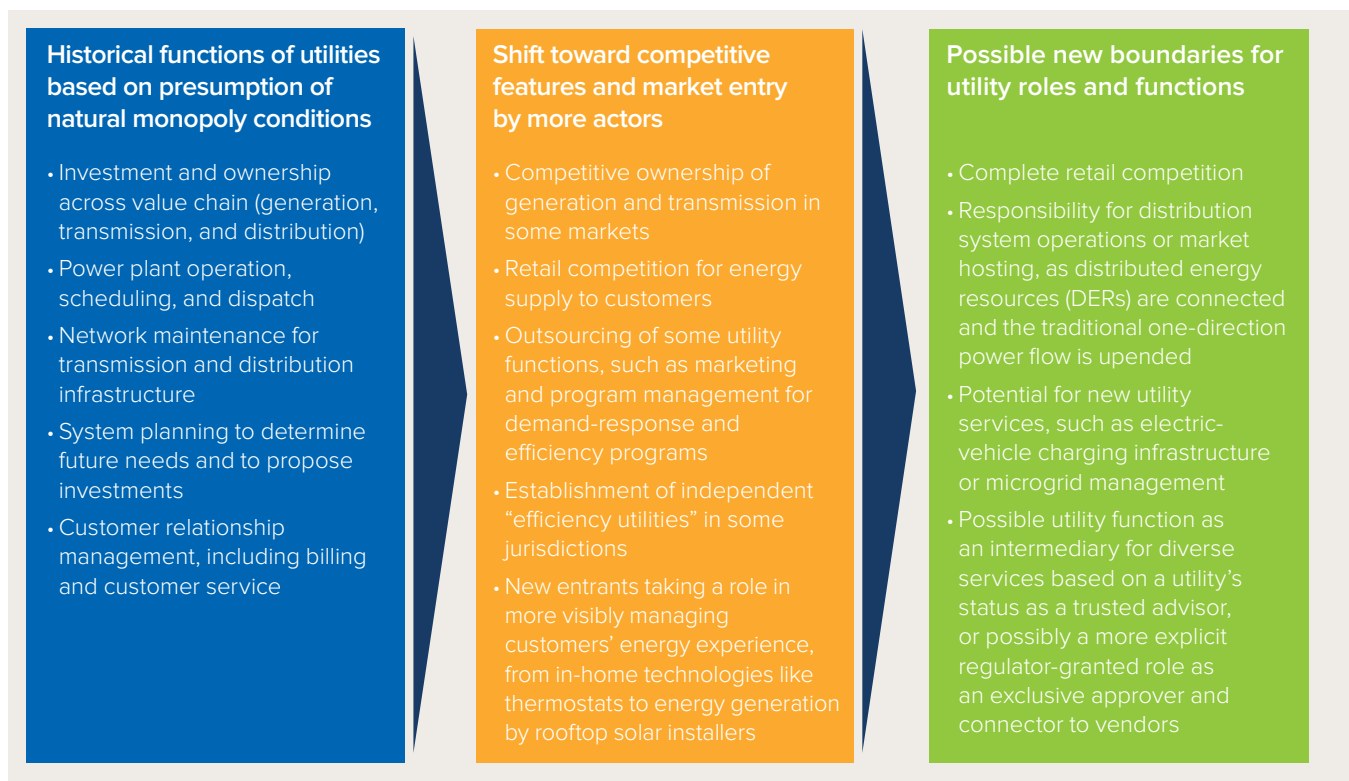 Historical functions of utilities
based on presumption of
natural monopoly conditions
• Investment and ownership
across value chain (generation,
transmission, and distribution)
• Power plant operation,
scheduling, and dispatch
• Network maintenance for
transmission and distribution
infrastructure
• System planning to determine
future needs and to propose
investments
• Customer relationship
management, including billing
and customer service
Shift toward competitive
features and market entry
by more actors
• Competitive ownership of
generation and transmission in
some markets
• Retail competition for energy
supply to customers
• Outsourcing of some utility
functions, such as marketing
and program management for
demand-response and
efficiency programs
• Establishment of independent
“efficiency utilities” in some
jurisdictions
• New entrants taking a role in
more visibly managing
customers’ energy experience,
from in-home technologies like
thermostats to energy generation
by rooftop solar installers
Possible new boundaries for
utility roles and functions
• Complete retail competition
• Responsibility for distribution
system operations or market
hosting, as distributed energy
resources (DERs) are connected
and the traditional one-direction
power flow is upended
• Potential for new utility
services, such as electric-
vehicle charging infrastructure
or microgrid management
• Possible utility function as
an intermediary for diverse
services based on a utility’s
status as a trusted advisor,
or possibly a more explicit
regulator-granted role as
an exclusive approver and
connector to vendors